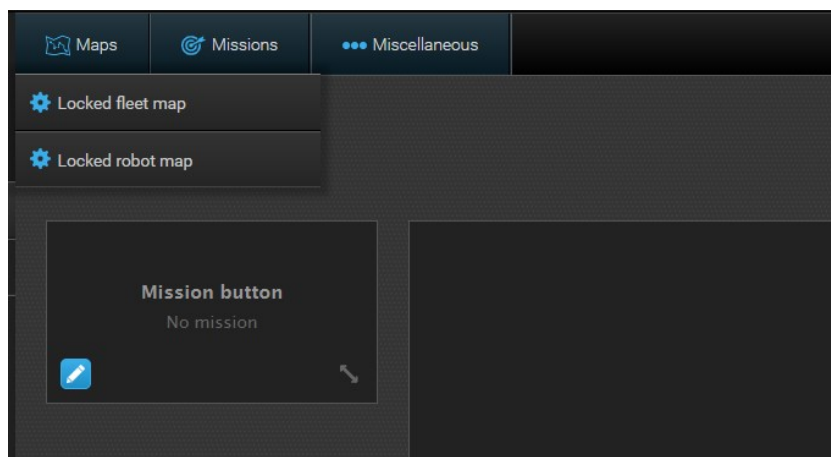 Maps Missions Miscellaneous
Locked fleet map
Locked robot map
Mission button
No mission